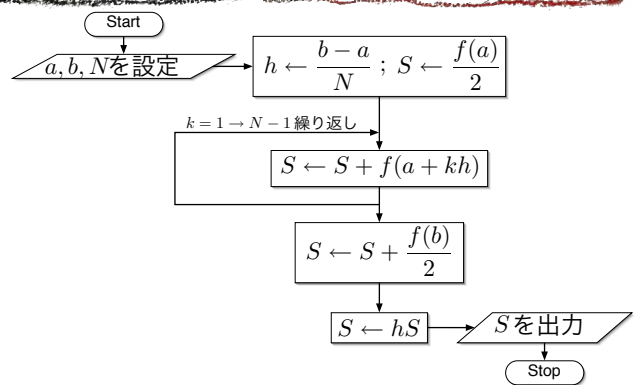 Start
a, b, Nを設定
h ← (b − a)/N ; S ← f(a)/2
k = 1 → N − 1 繰り返し
S ← S + f(a + kh)
S ← S + f(b)/2
S ← hS
Sを出力
Stop